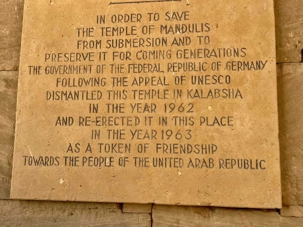 IN ORDER TO SAVE
THE TEMPLE OF MANDULIS
FROM SUBMERSION AND TO
PRESERVE IT FOR COMING GENERATIONS
THE GOVERNMENT OF THE FEDERAL REPUBLIC OF GERMANY
FOLLOWING THE APPEAL OF UNESCO
DISMANTLED THIS TEMPLE IN KALABSHA
IN THE YEAR 1962
AND RE-ERECTED IT IN THIS PLACE
IN THE YEAR 1963
AS A TOKEN OF FRIENDSHIP
TOWARDS THE PEOPLE OF THE UNITED ARAB REPUBLIC